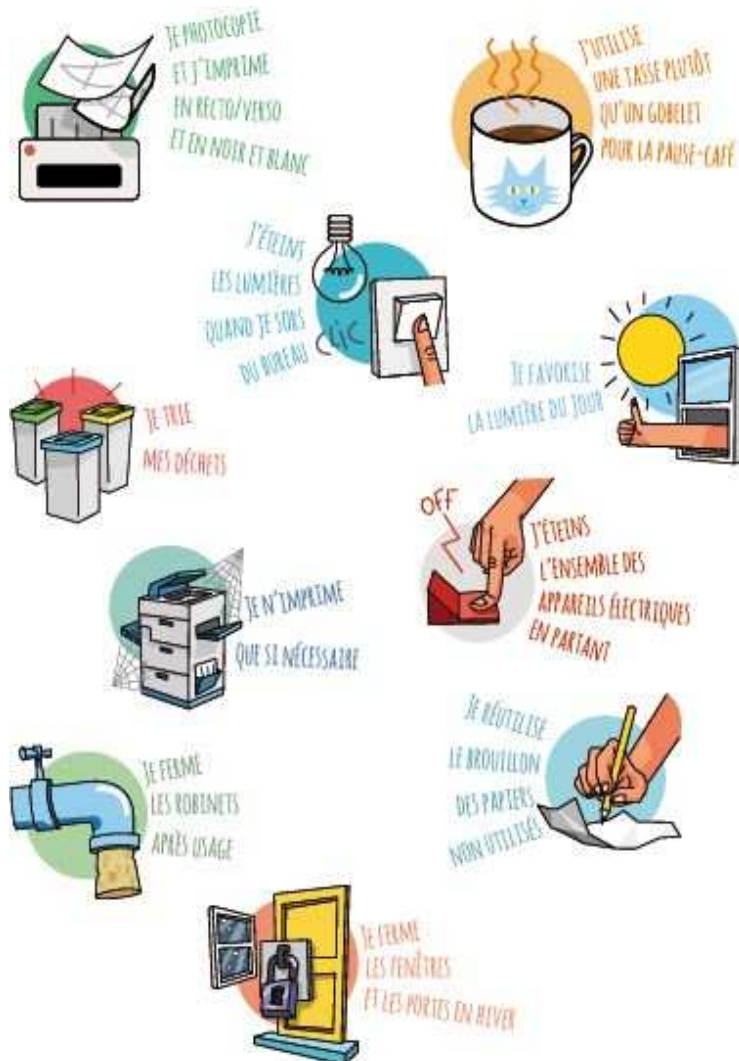 JE PHOTOCOPIE
ET J'IMPRIME
EN RECTO/VERSO
ET EN NOIR ET BLANC
J'UTILISE
UNE TASSE PLUTÔT
QU'UN GOBELET
POUR LA PAUSE-CAFÉ
J'ÉTEINS
LES LUMIÈRES
QUAND JE SORS
DU BUREAU
CLIC
JE FAVORISE
LA LUMIÈRE DU JOUR
JE TRIE
MES DÉCHETS
OFF
J'ÉTEINS
L'ENSEMBLE DES
APPAREILS ÉLECTRIQUES
EN PARTANT
JE N'IMPRIME
QUE SI NÉCESSAIRE
JE RÉUTILISE
LE BROUILLON
DES PAPIERS
NON UTILISÉS
JE FERME
LES ROBINETS
APRÈS USAGE
JE FERME
LES FENÊTRES
ET LES PORTES EN HIVER